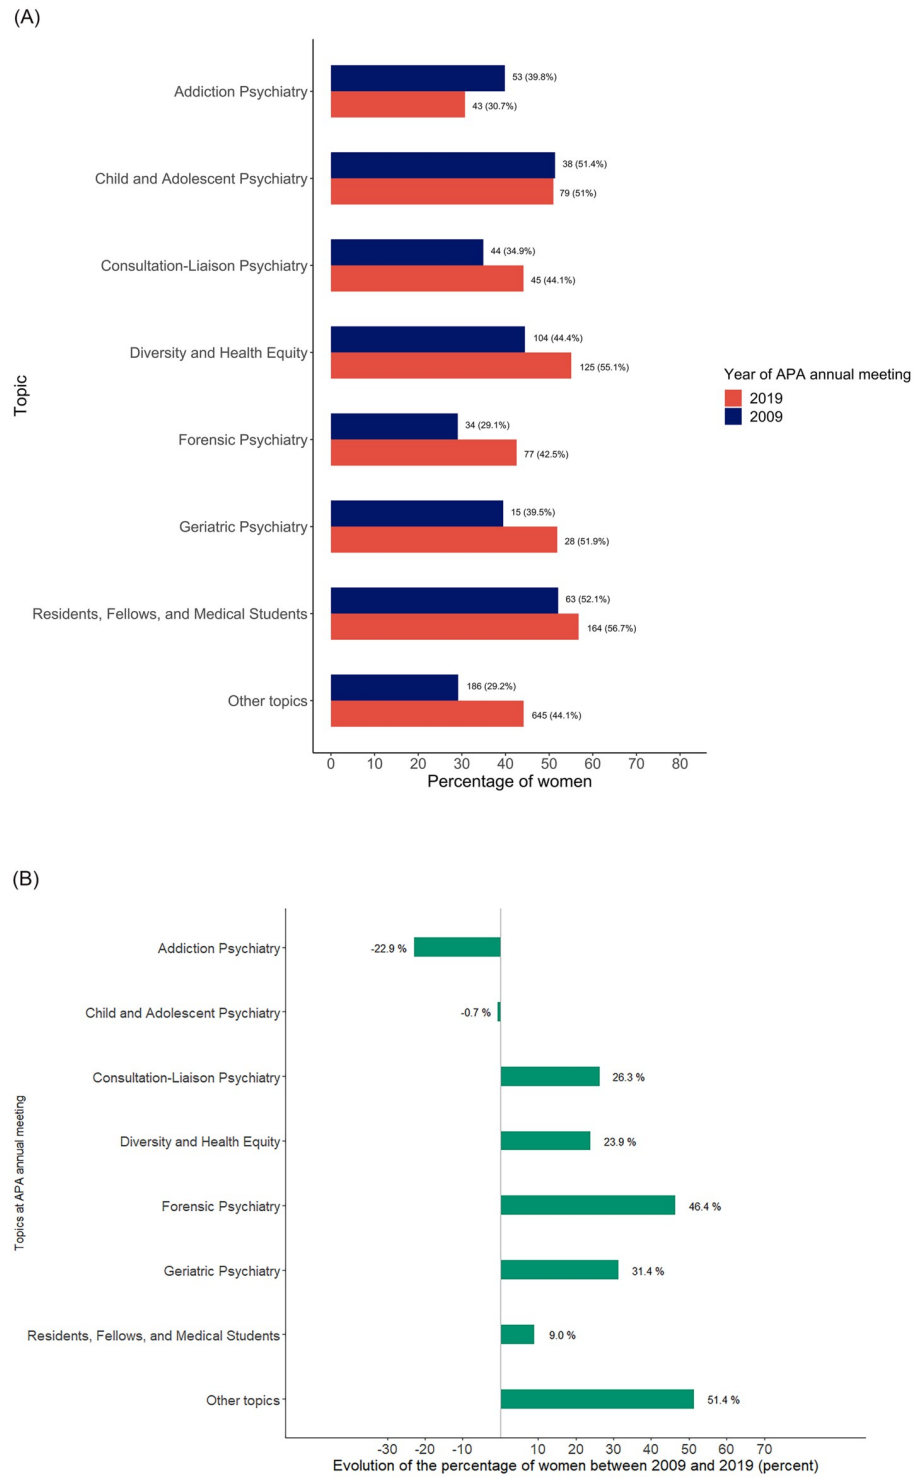 (A)
Addiction Psychiatry
53 (39.8%)
43 (30.7%)
Child and Adolescent Psychiatry
38 (51.4%)
79 (51%)
Consultation-Liaison Psychiatry
44 (34.9%)
45 (44.1%)
Diversity and Health Equity
104 (44.4%)
125 (55.1%)
Forensic Psychiatry
34 (29.1%)
77 (42.5%)
Geriatric Psychiatry
15 (39.5%)
28 (51.9%)
Residents, Fellows, and Medical Students
63 (52.1%)
164 (56.7%)
Other topics
186 (29.2%)
645 (44.1%)
Topic
0 10 20 30 40 50 60 70 80
Percentage of women
Year of APA annual meeting
2019
2009
(B)
Addiction Psychiatry
-22.9 %
Child and Adolescent Psychiatry
-0.7 %
Consultation-Liaison Psychiatry
26.3 %
Diversity and Health Equity
23.9 %
Forensic Psychiatry
46.4 %
Geriatric Psychiatry
31.4 %
Residents, Fellows, and Medical Students
9.0 %
Other topics
51.4 %
Topics at APA annual meeting
-30 -20 -10 10 20 30 40 50 60 70
Evolution of the percentage of women between 2009 and 2019 (percent)